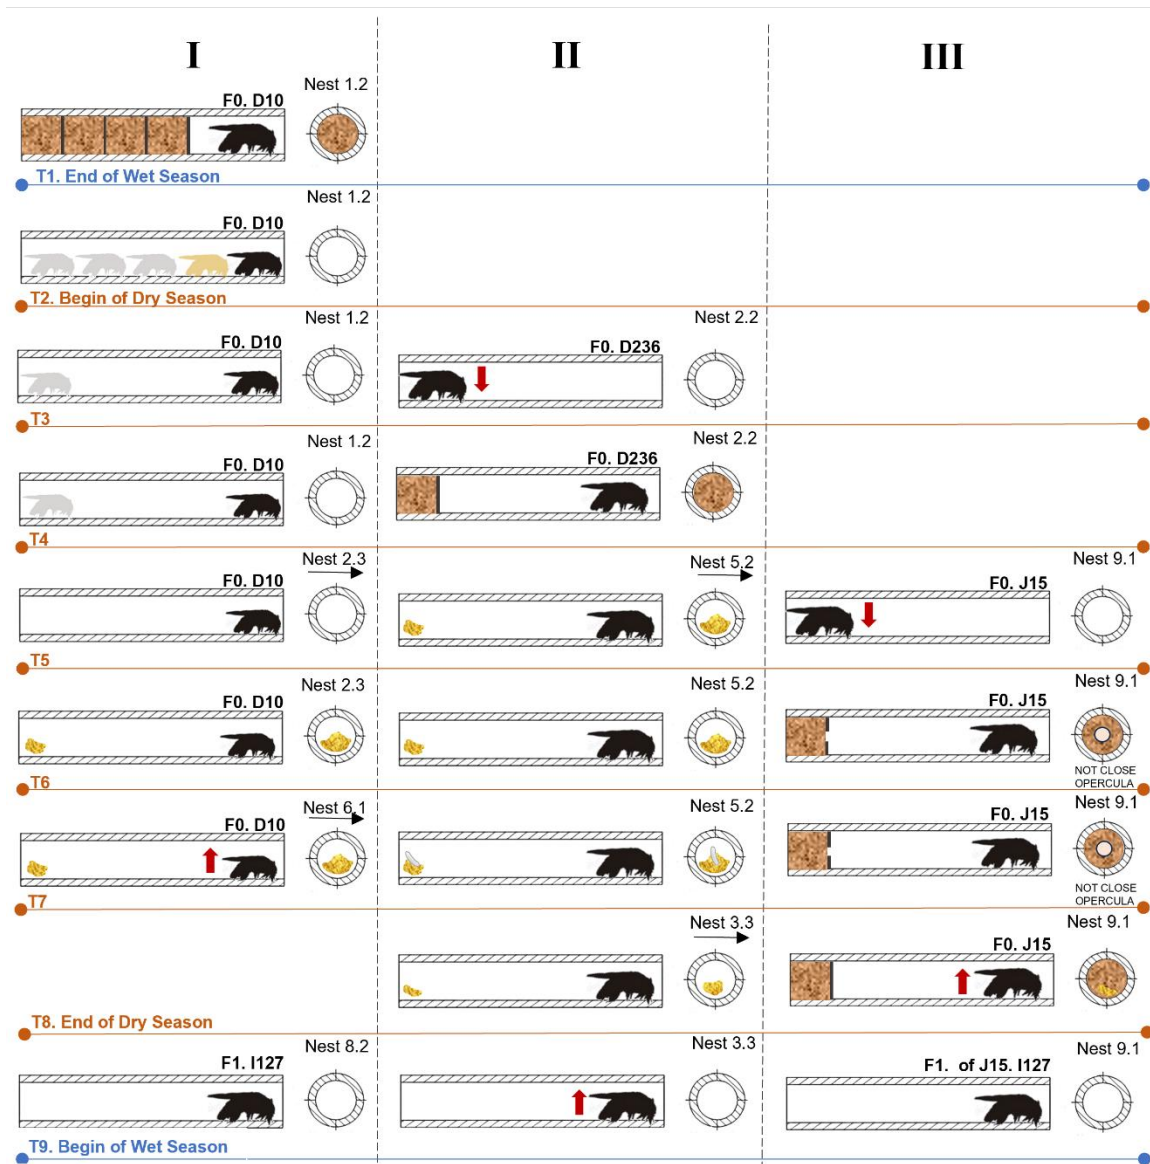 I
II
III
Nest 1.2
F0. D10
T1. End of Wet Season
Nest 1.2
F0. D10
T2. Begin of Dry Season
Nest 1.2
Nest 2.2
F0. D10
F0. D236
T3
Nest 1.2
Nest 2.2
F0. D10
F0. D236
T4
Nest 2.3
Nest 5.2
Nest 9.1
F0. D10
F0. J15
T5
Nest 2.3
Nest 5.2
Nest 9.1
F0. D10
F0. J15
NOT CLOSE
OPERCULA
T6
Nest 6.1
Nest 5.2
Nest 9.1
F0. D10
F0. J15
NOT CLOSE
OPERCULA
T7
Nest 3.3
Nest 9.1
F0. J15
T8. End of Dry Season
Nest 8.2
Nest 3.3
Nest 9.1
F1. I127
F1. of J15. I127
T9. Begin of Wet Season